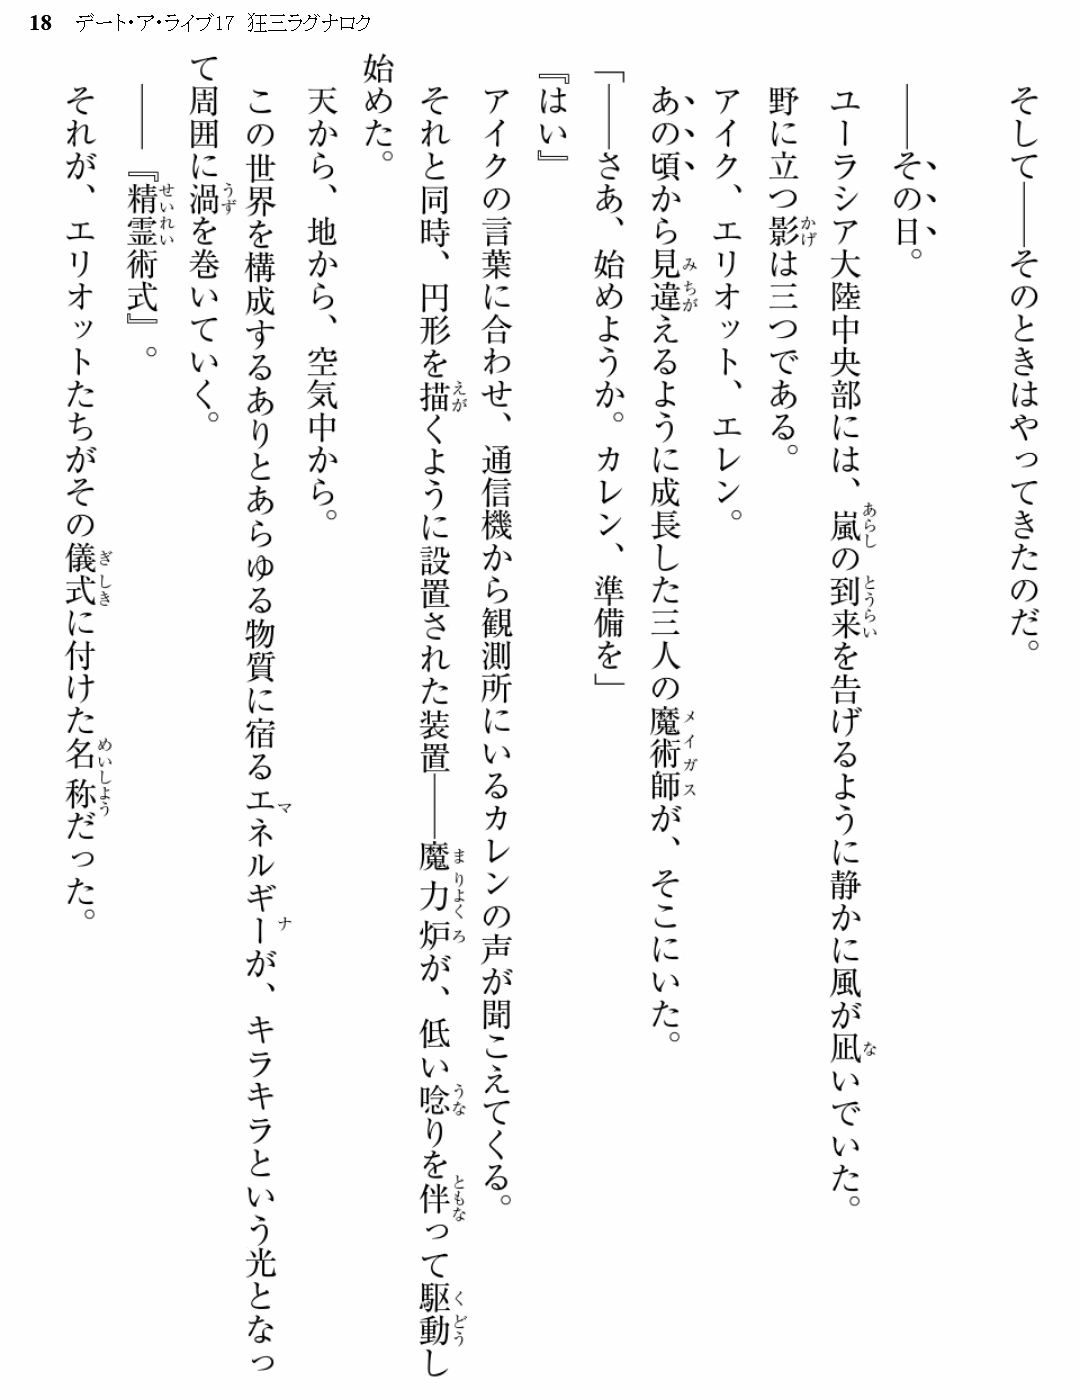 18 デート・ア・ライブ17 狂三ラグナロク
そして――そのときはやってきたのだ。
――その日。
ユーラシア大陸中央部には、嵐の到来を告げるように静かに風が凪いでいた。
野に立つ影は三つである。
アイク、エリオット、エレン。
あの頃から見違えるように成長した三人の魔術師が、そこにいた。
「――さあ、始めようか。カレン、準備を」
『はい』
アイクの言葉に合わせ、通信機から観測所にいるカレンの声が聞こえてくる。
それと同時、円形を描くように設置された装置――魔力炉が、低い唸りを伴って駆動し
始めた。
天から、地から、空気中から。
この世界を構成するありとあらゆる物質に宿るエネルギーが、キラキラという光となっ
て周囲に渦を巻いていく。
――『精霊術式』。
それが、エリオットたちがその儀式に付けた名称だった。